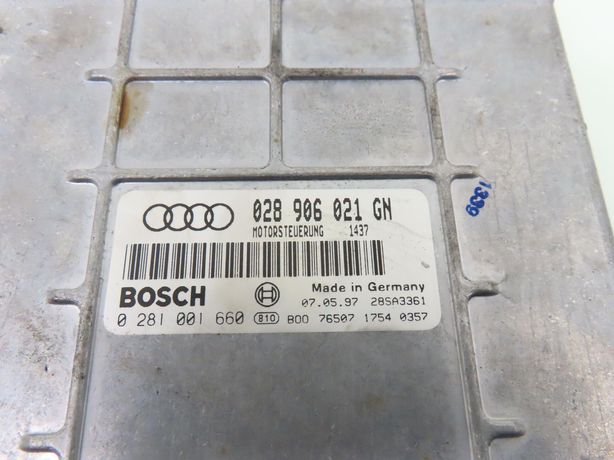 028 906 021 GN
MOTORSTEUERUNG 1437
BOSCH Made in Germany
07.05.97 28SA3361
0 281 001 660 810 B00 76507 1754 0357
1339